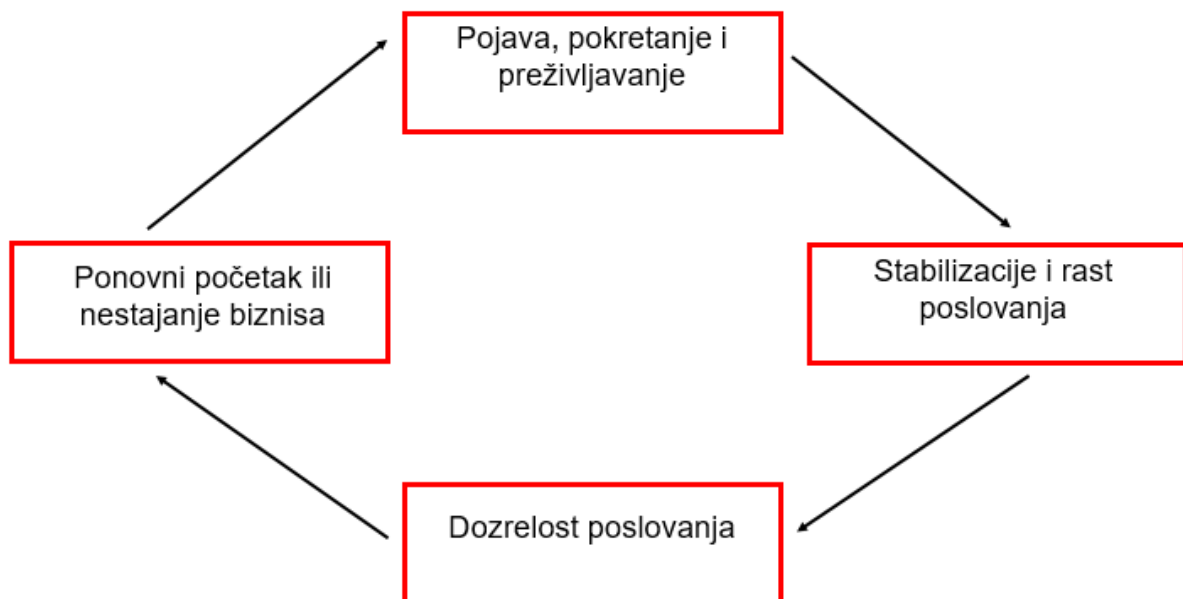 Pojava, pokretanje i
preživljavanje
Ponovni početak ili
nestajanje biznisa
Stabilizacije i rast
poslovanja
Dozrelost poslovanja